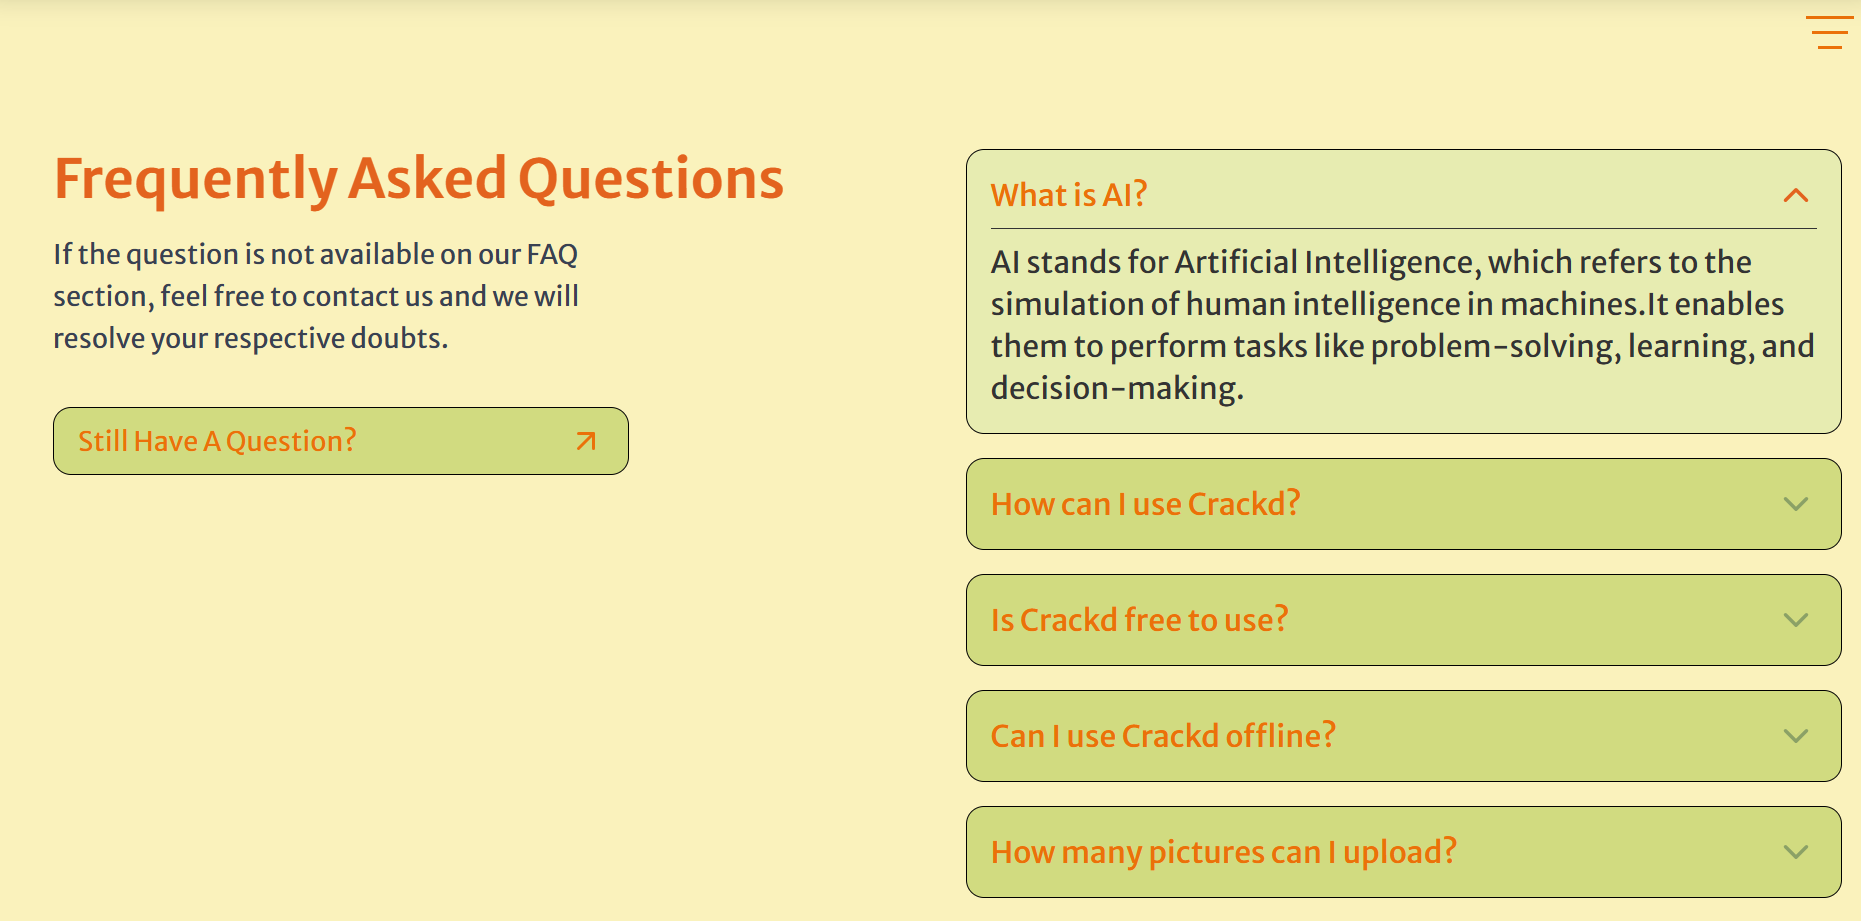 Frequently Asked Questions
If the question is not available on our FAQ
section, feel free to contact us and we will
resolve your respective doubts.
Still Have A Question?
What is AI?
AI stands for Artificial Intelligence, which refers to the
simulation of human intelligence in machines.It enables
them to perform tasks like problem-solving, learning, and
decision-making.
How can I use Crackd?
Is Crackd free to use?
Can I use Crackd offline?
How many pictures can I upload?